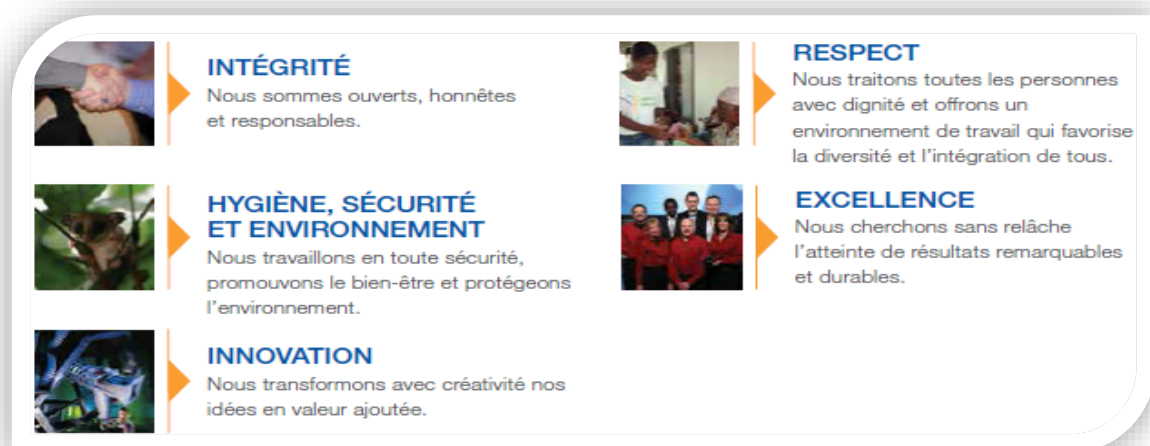 INTÉGRITÉ
Nous sommes ouverts, honnêtes
et responsables.
HYGIÈNE, SÉCURITÉ
ET ENVIRONNEMENT
Nous travaillons en toute sécurité,
promouvons le bien-être et protégeons
l'environnement.
INNOVATION
Nous transformons avec créativité nos
idées en valeur ajoutée.
RESPECT
Nous traitons toutes les personnes
avec dignité et offrons un
environnement de travail qui favorise
la diversité et l'intégration de tous.
EXCELLENCE
Nous cherchons sans relâche
l'atteinte de résultats remarquables
et durables.